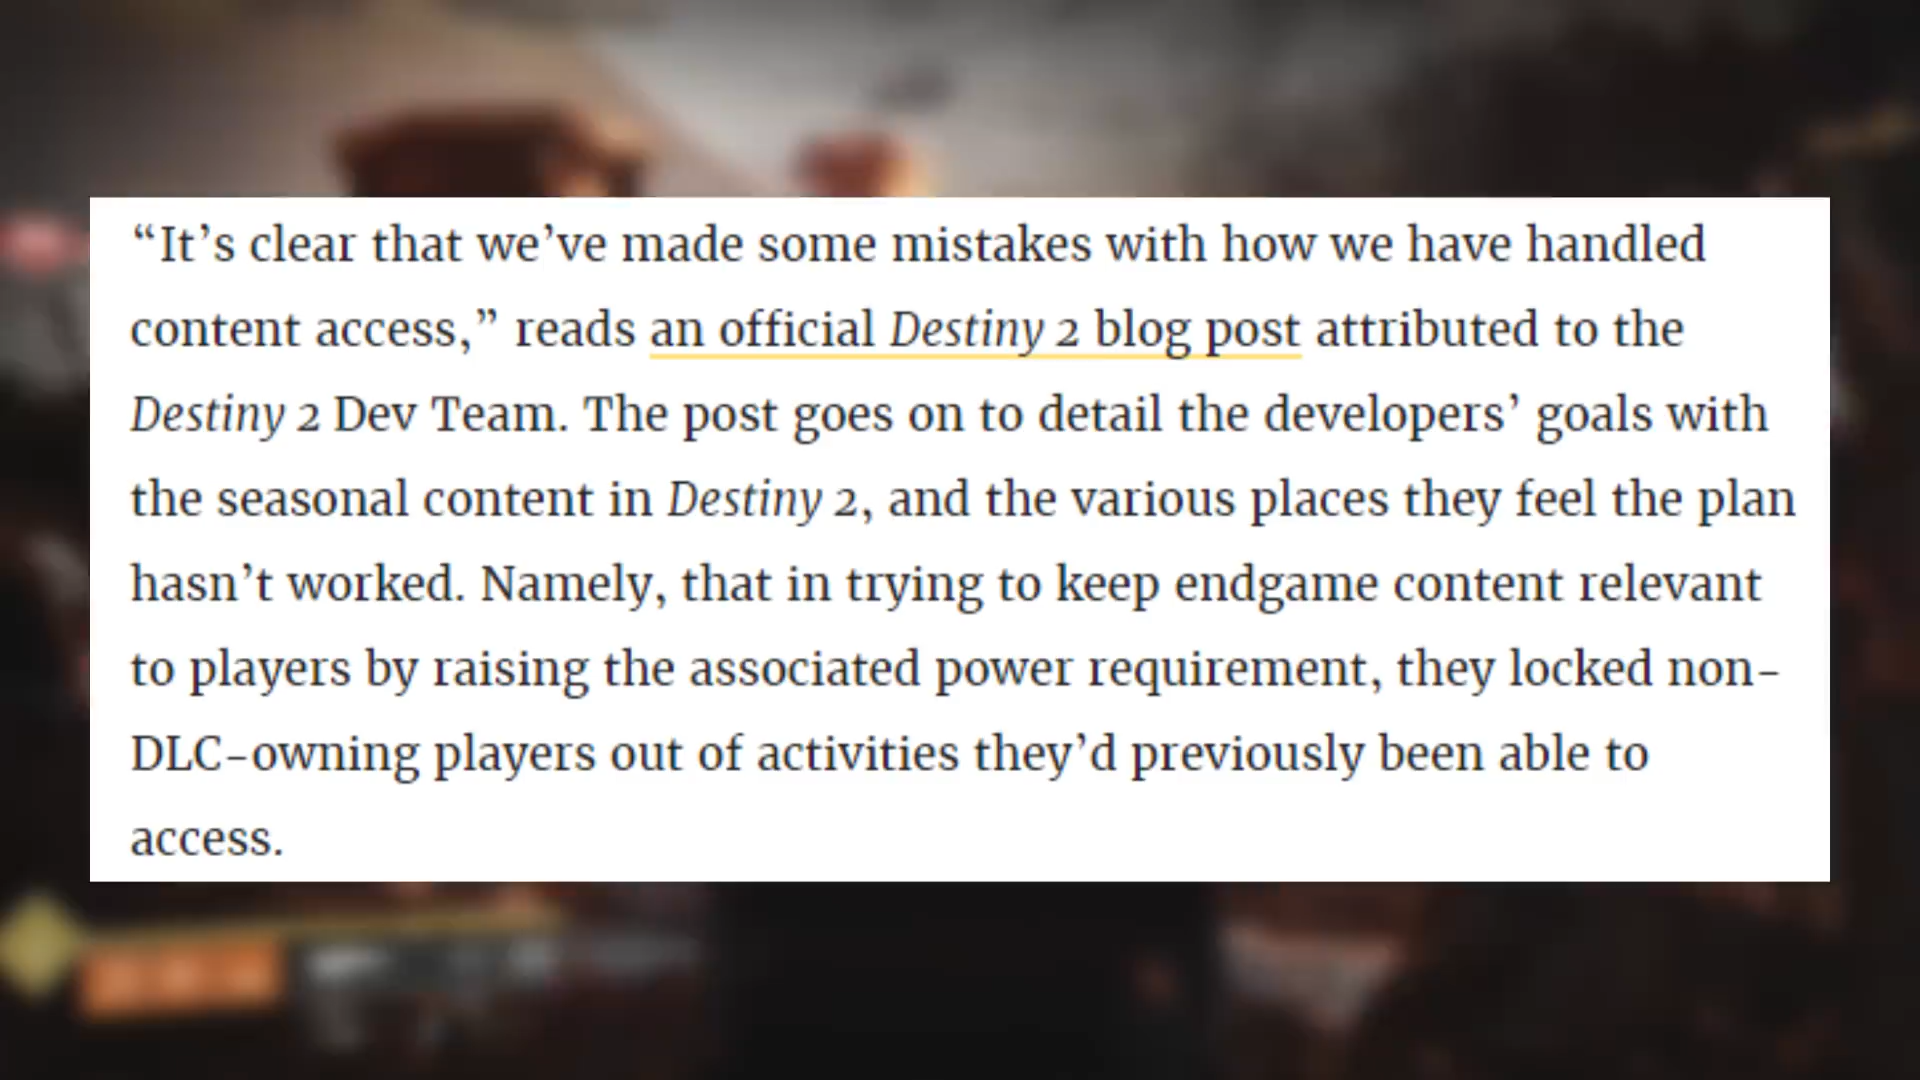 “It’s clear that we’ve made some mistakes with how we have handled
content access,” reads an official Destiny 2 blog post attributed to the
Destiny 2 Dev Team. The post goes on to detail the developers’ goals with
the seasonal content in Destiny 2, and the various places they feel the plan
hasn’t worked. Namely, that in trying to keep endgame content relevant
to players by raising the associated power requirement, they locked non-
DLC-owning players out of activities they’d previously been able to
access.